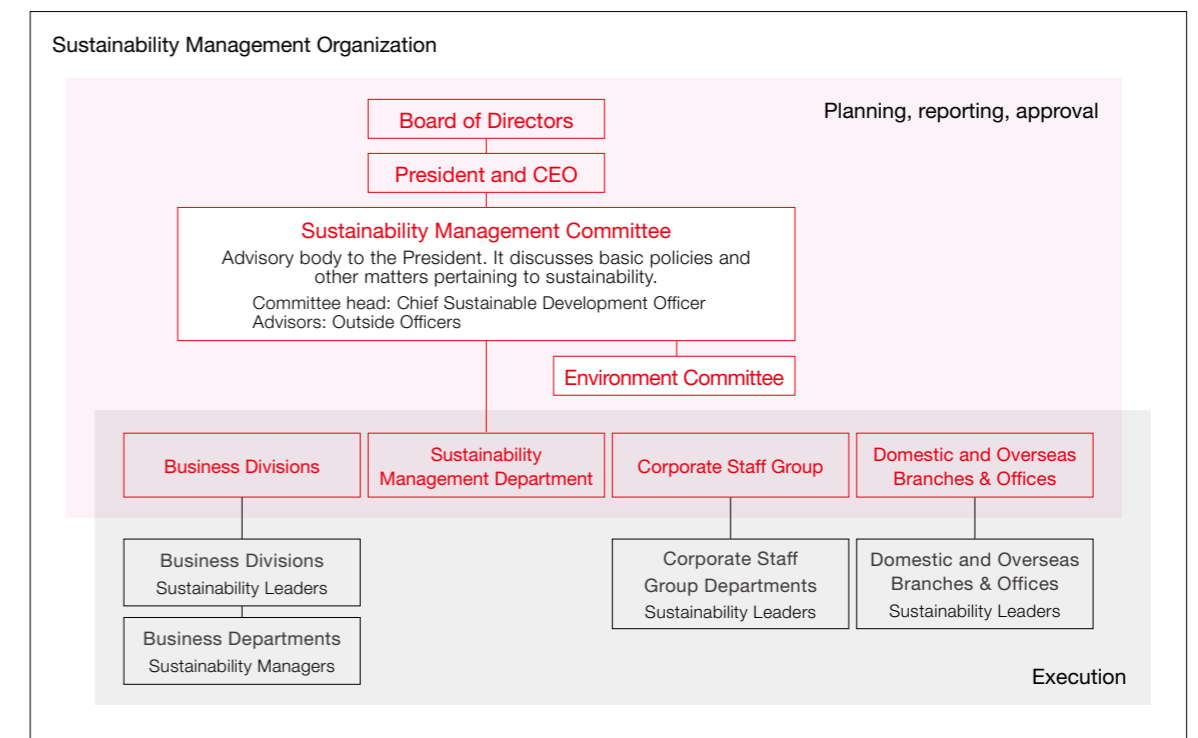 Sustainability Management Organization
Planning, reporting, approval
Board of Directors
President and CEO
Sustainability Management Committee
Advisory body to the President. It discusses basic policies and
other matters pertaining to sustainability.
Committee head: Chief Sustainable Development Officer
Advisors: Outside Officers
Environment Committee
Business Divisions
Sustainability
Management Department
Corporate Staff Group
Domestic and Overseas
Branches & Offices
Business Divisions
Sustainability Leaders
Business Departments
Sustainability Managers
Corporate Staff
Group Departments
Sustainability Leaders
Domestic and Overseas
Branches & Offices
Sustainability Leaders
Execution